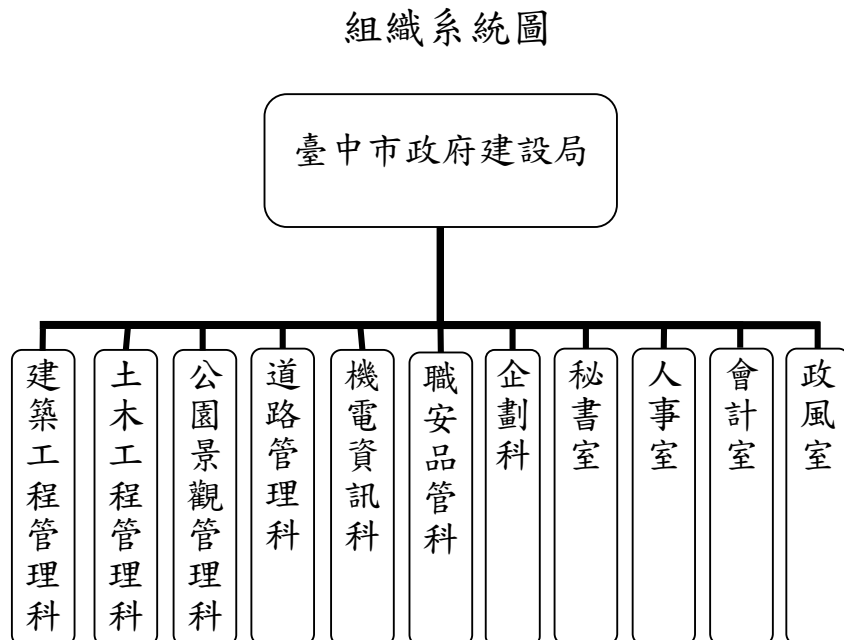 組織系統圖
臺中市政府建設局
建築工程管理科
土木工程管理科
公園景觀管理科
道路管理科
機電資訊科
職安品管科
企劃科
秘書室
人事室
會計室
政風室